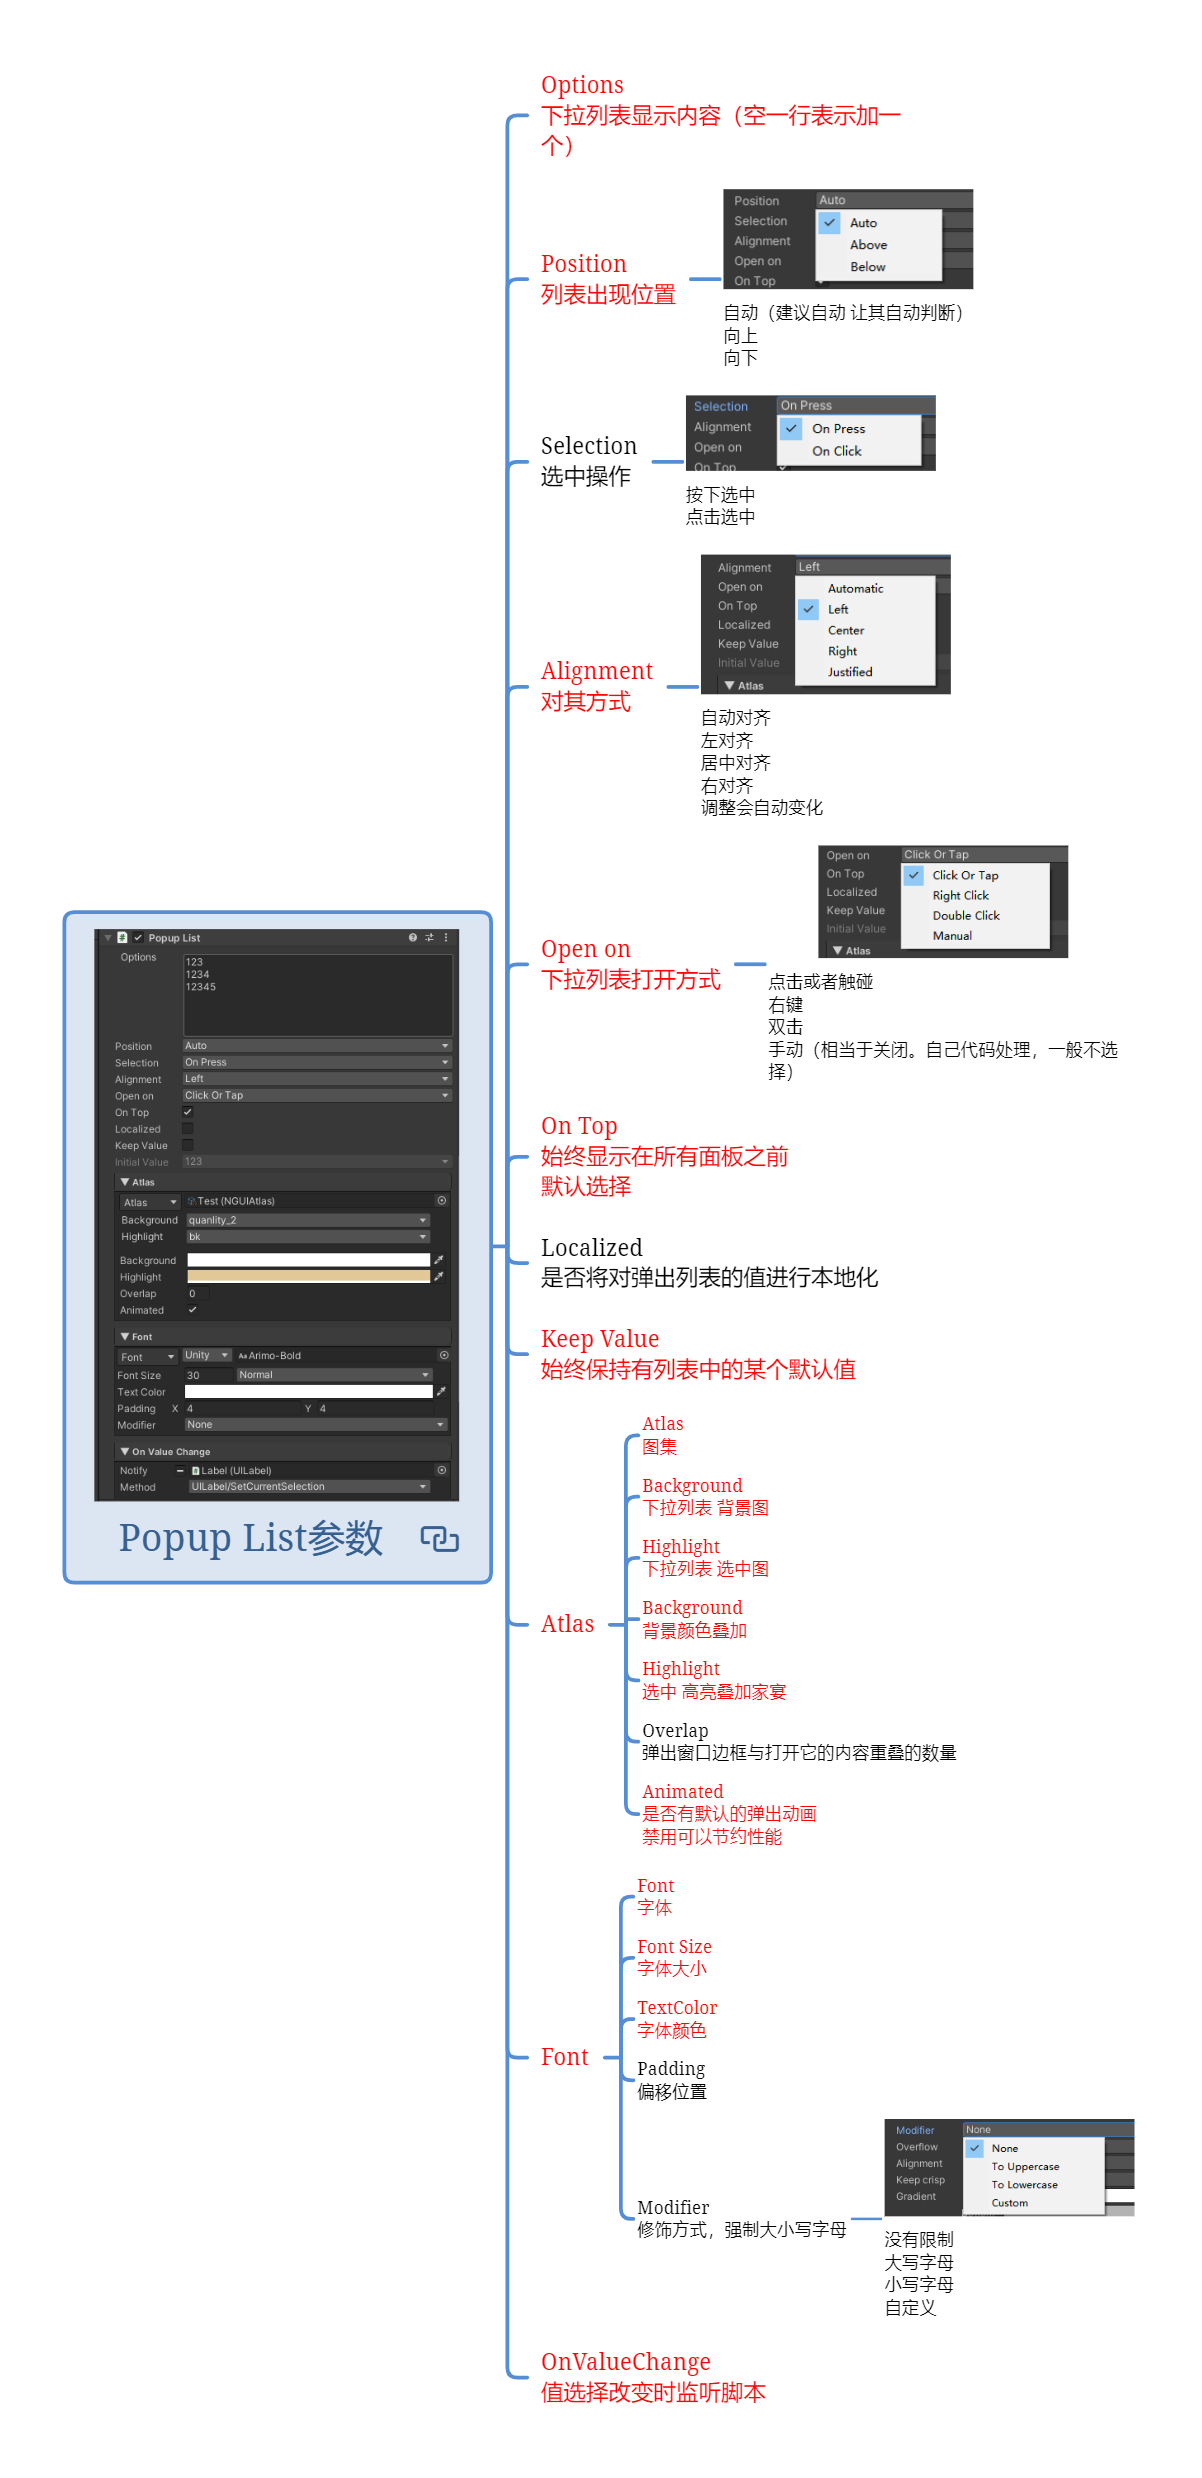 Options
下拉列表显示内容（空一行表示加一
个）
Position Auto
Selection
Alignment
Open on
On Top
Auto
Above
Below
Position
列表出现位置
自动（建议自动 让其自动判断）
向上
向下
Selection On Press
Alignment
Open on
On Top
On Press
On Click
Selection
选中操作
按下选中
点击选中
Alignment Left
Open on
On Top
Localized
Keep Value
Initial Value
Atlas
Automatic
Left
Center
Right
Justified
Alignment
对其方式
自动对齐
左对齐
居中对齐
右对齐
调整会自动变化
Open on Click Or Tap
On Top
Localized
Keep Value
Initial Value
Atlas
Click Or Tap
Right Click
Double Click
Manual
Open on
下拉列表打开方式
点击或者触碰
右键
双击
手动（相当于关闭。自己代码处理，一般不选
择）
Popup List
Options
123
1234
12345
Position Auto
Selection On Press
Alignment Left
Open on Click Or Tap
On Top
Localized
Keep Value
Initial Value 123
Atlas
Atlas Test (NGUIAtlas)
Background quanlity_2
Highlight bk
Background
Highlight
Overlap 0
Animated
Font
Font Unity Aa Arimo-Bold
Font Size 30 Normal
Text Color
Padding X 4 Y 4
Modifier None
On Value Change
Notify Label (UILabel)
Method UILabel/SetCurrentSelection
Popup List参数
On Top
始终显示在所有面板之前
默认选择
Localized
是否将对弹出列表的值进行本地化
Keep Value
始终保持有列表中的某个默认值
Atlas
Atlas
图集
Background
下拉列表 背景图
Highlight
下拉列表 选中图
Background
背景颜色叠加
Highlight
选中 高亮叠加家宴
Overlap
弹出窗口边框与打开它的内容重叠的数量
Animated
是否有默认的弹出动画
禁用可以节约性能
Font
Font
字体
Font Size
字体大小
TextColor
字体颜色
Padding
偏移位置
Modifier
修饰方式，强制大小写字母
Modifier None
Overflow
Alignment
Keep crisp
Gradient
None
To Uppercase
To Lowercase
Custom
没有限制
大写字母
小写字母
自定义
OnValueChange
值选择改变时监听脚本